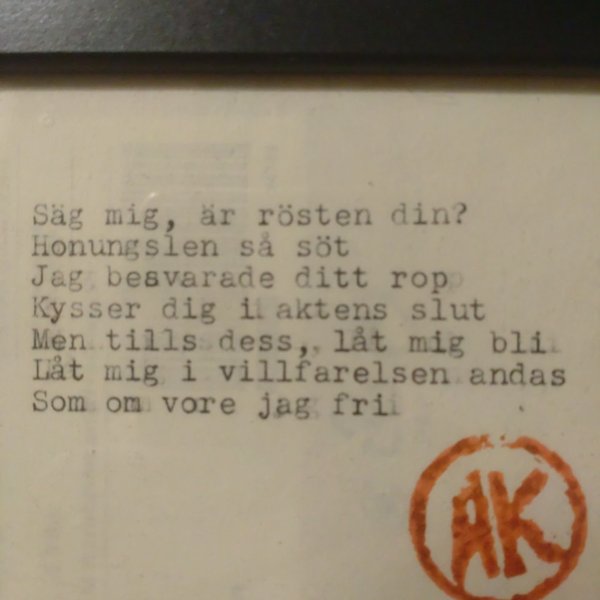 Säg mig, är rösten din?
Honungslen så söt
Jag besvarade ditt rop
Kysser dig i aktens slut
Men tills dess, låt mig bli
Låt mig i villfarelsen andas
Som om vore jag fri
AK